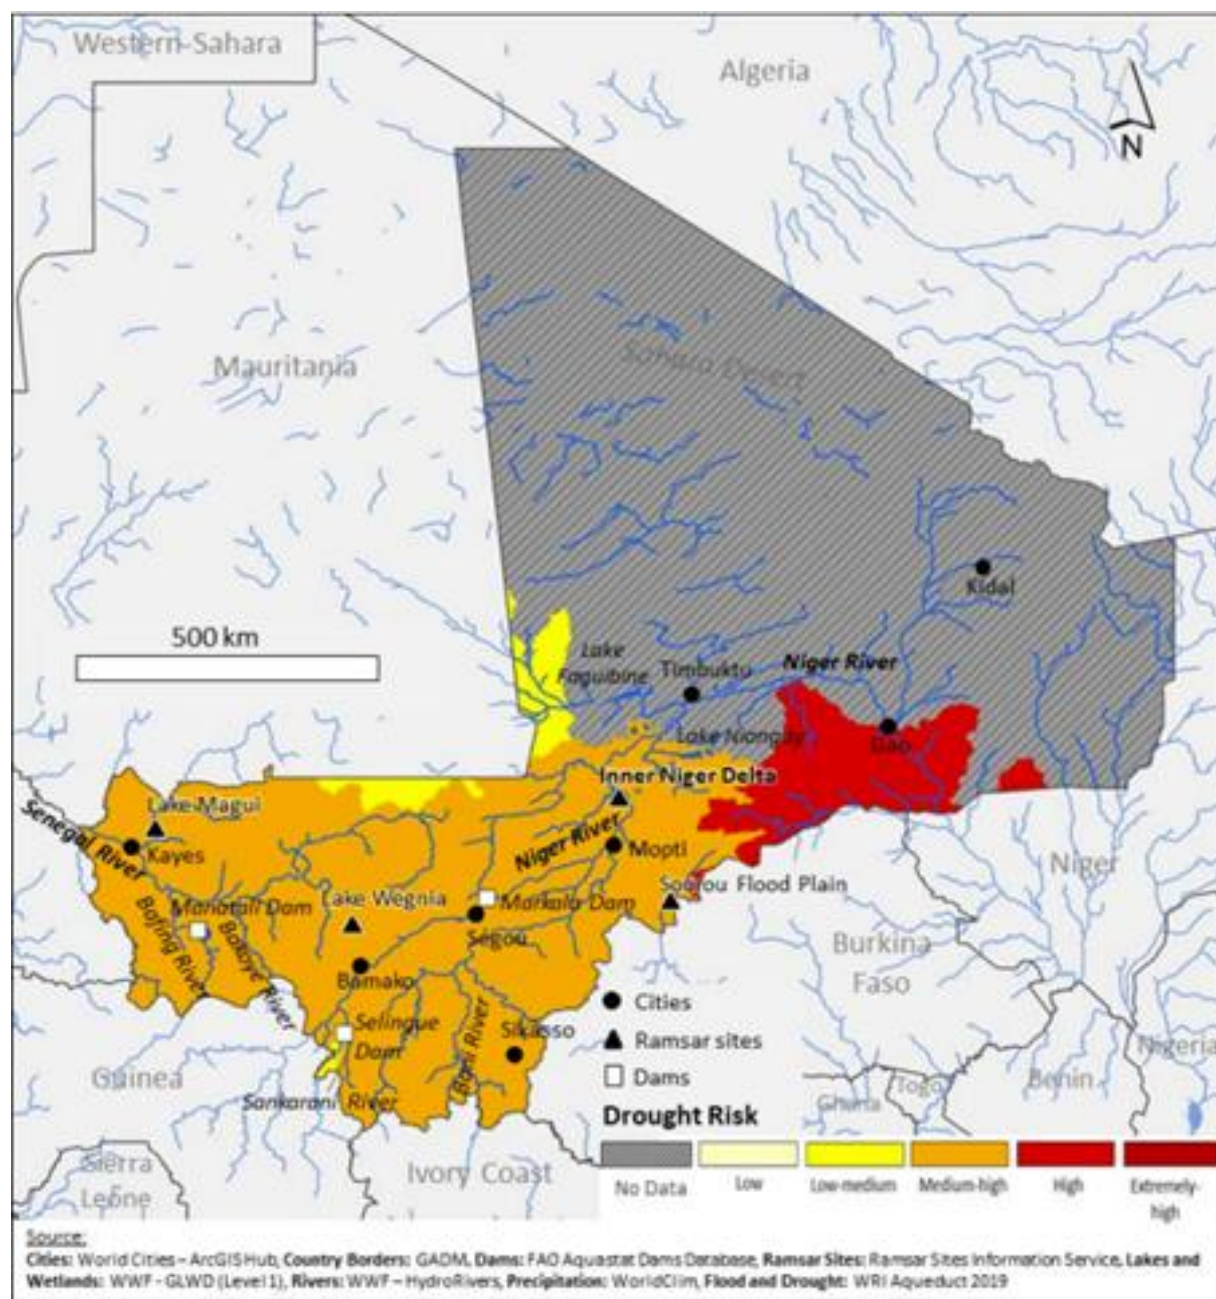 Western-Sahara
Algeria
N
Mauritania
Sahara Desert
Kidal
500 km
Lake
Faguibine
Timbuktu
Niger River
Lake Niangay
Gao
Inner Niger Delta
Lake Magui
Senegal River
Kayes
Niger River
Mopti
Niger
Sourou Flood Plain
Manatali Dam
Lake Wegnia
Markala Dam
Ségou
Bafing River
Bakoye River
Burkina
Faso
Bamako
Cities
Selingue
Dam
Bani River
Sikasso
Ramsar sites
Nigeria
Guinea
Dams
Benin
Togo
Ghana
Sankarani River
Drought Risk
Sierra
Leone
Ivory Coast
No Data
Low
Low-medium
Medium-high
High
Extremely-
high
Source:
Cities: World Cities – ArcGIS Hub, Country Borders: GADM, Dams: FAO Aquastat Dams Database, Ramsar Sites: Ramsar Sites Information Service, Lakes and
Wetlands: WWF - GLWD (Level 1), Rivers: WWF – HydroRivers, Precipitation: WorldClim, Flood and Drought: WRI Aqueduct 2019